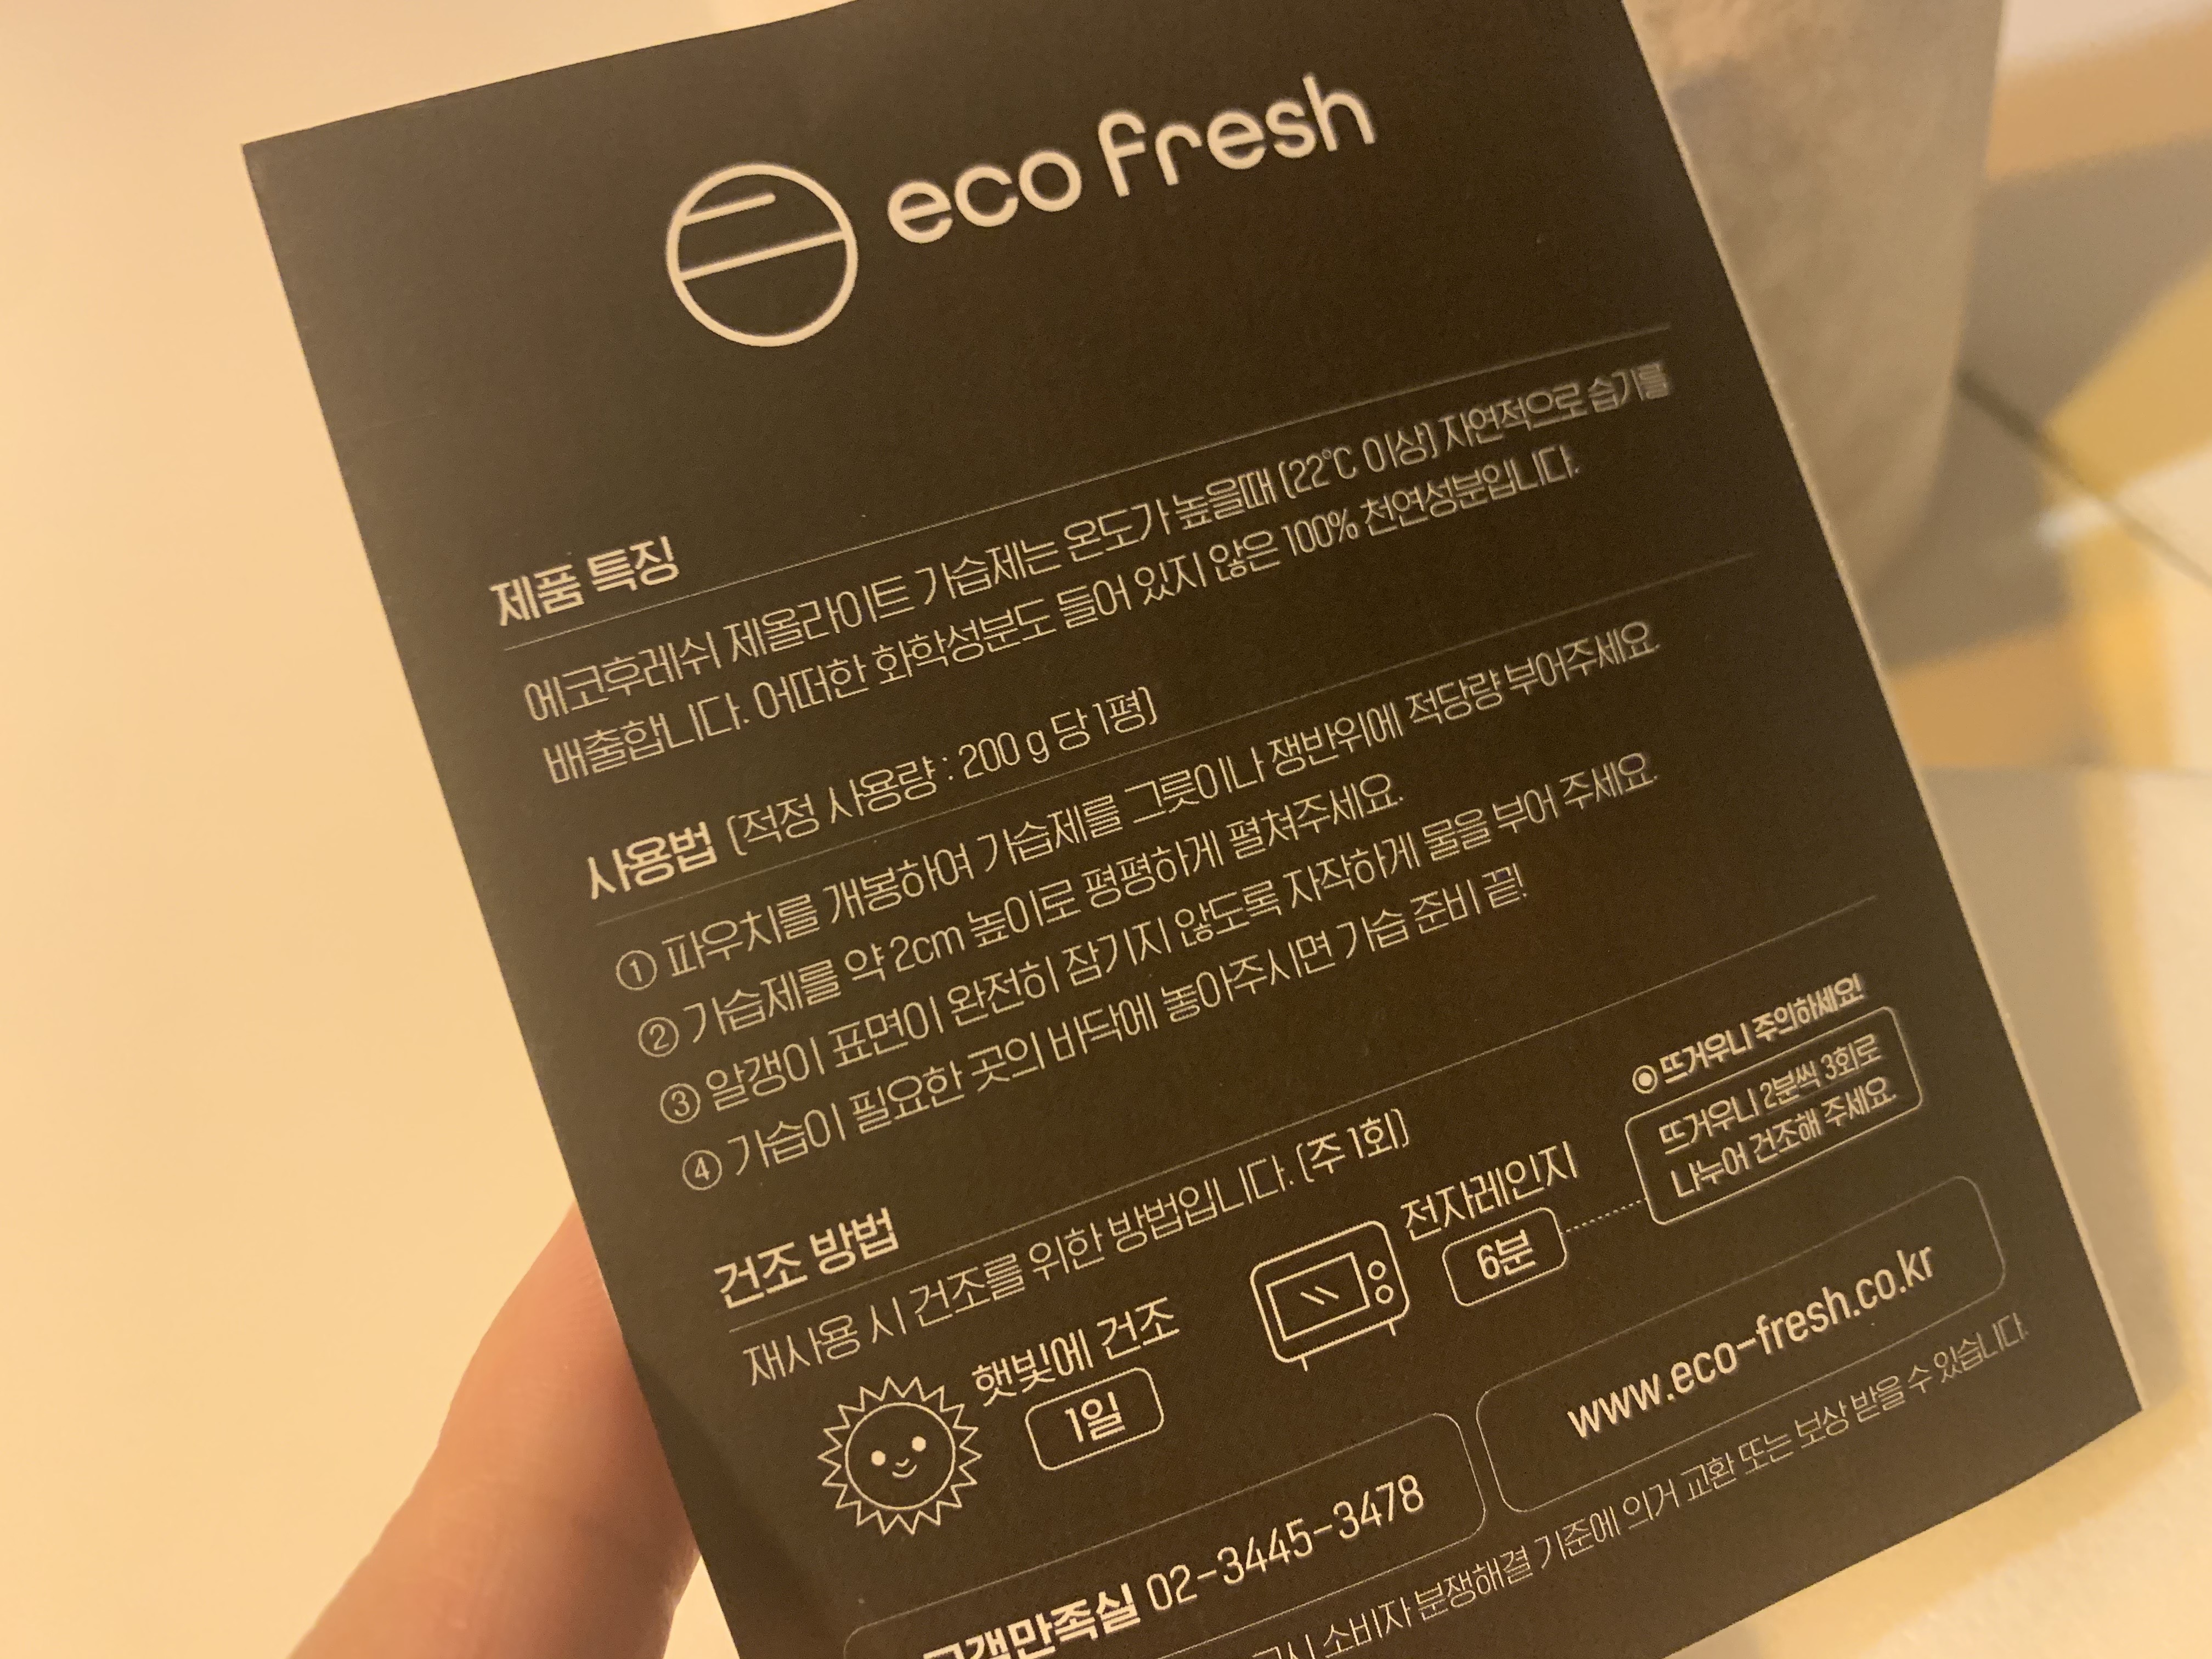 eco fresh
제품 특징
에코후레쉬 제올라이트 가습제는 온도가 높을때 (22℃ 이상) 자연적으로 습기를
배출합니다. 어떠한 화학성분도 들어 있지 않은 100% 천연성분입니다.
사용법 (적정 사용량 : 200 g 당 1평)
① 파우치를 개봉하여 가습제를 그릇이나 쟁반위에 적당량 부어주세요.
② 가습제를 약 2cm 높이로 평평하게 펼쳐주세요.
③ 알갱이 표면이 완전히 잠기지 않도록 자작하게 물을 부어 주세요.
④ 가습이 필요한 곳의 바닥에 놓아주시면 가습 준비 끝!
건조 방법
재사용 시 건조를 위한 방법입니다. (주 1회)
햇빛에 건조
1일
전자레인지
6분
뜨거우니 주의하세요!
뜨거우니 2분씩 3회로
나누어 건조해 주세요.
고객만족실 02-3445-3478
www.eco-fresh.co.kr
소비자 분쟁해결 기준에 의거 교환 또는 보상 받을 수 있습니다.